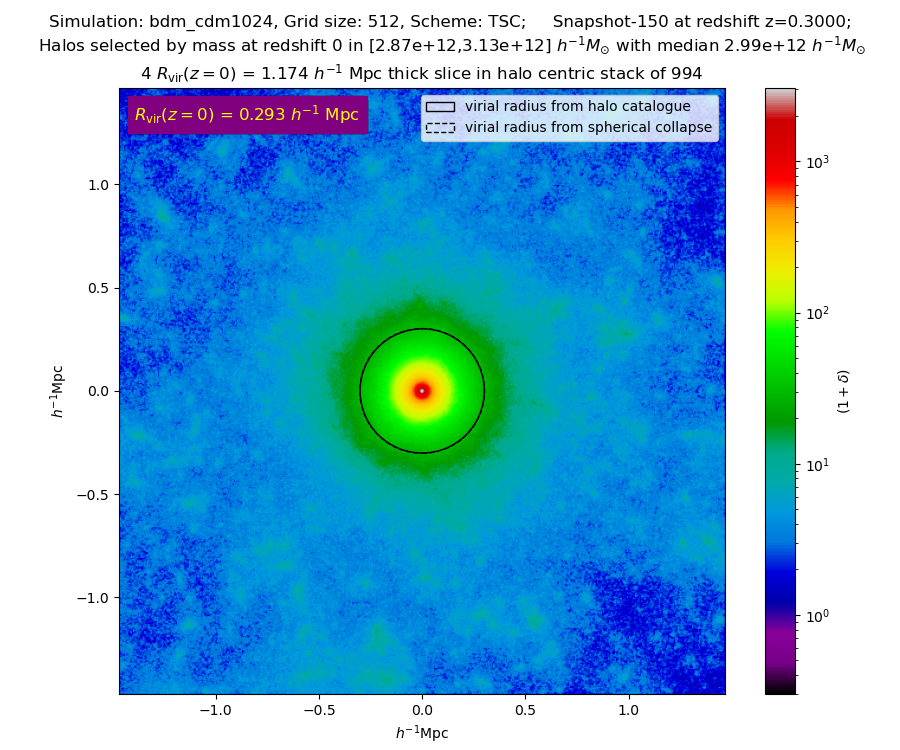 Simulation: bdm_cdm1024, Grid size: 512, Scheme: TSC; Snapshot-150 at redshift z=0.3000;
Halos selected by mass at redshift 0 in [2.87e+12,3.13e+12] h⁻¹M⊙ with median 2.99e+12 h⁻¹M⊙
4 Rvir(z = 0) = 1.174 h⁻¹ Mpc thick slice in halo centric stack of 994
Rvir(z = 0) = 0.293 h⁻¹ Mpc
virial radius from halo catalogue
virial radius from spherical collapse
1.0
0.5
0.0
−0.5
−1.0
h⁻¹Mpc
−1.0 −0.5 0.0 0.5 1.0
h⁻¹Mpc
10³
10²
10¹
10⁰
(1 + δ)